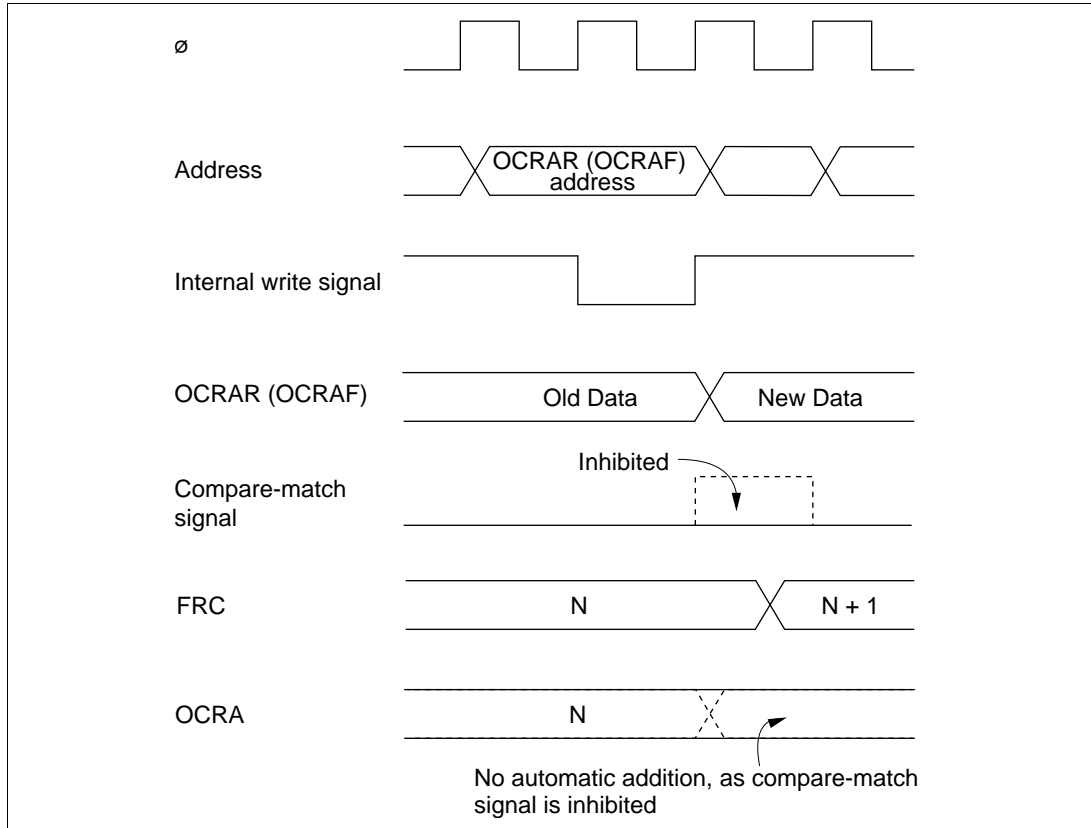 ø
Address
OCRAR (OCRAF)
address
Internal write signal
OCRAR (OCRAF)
Old Data
New Data
Inhibited
Compare-match
signal
FRC
N
N + 1
OCRA
N
No automatic addition, as compare-match
signal is inhibited